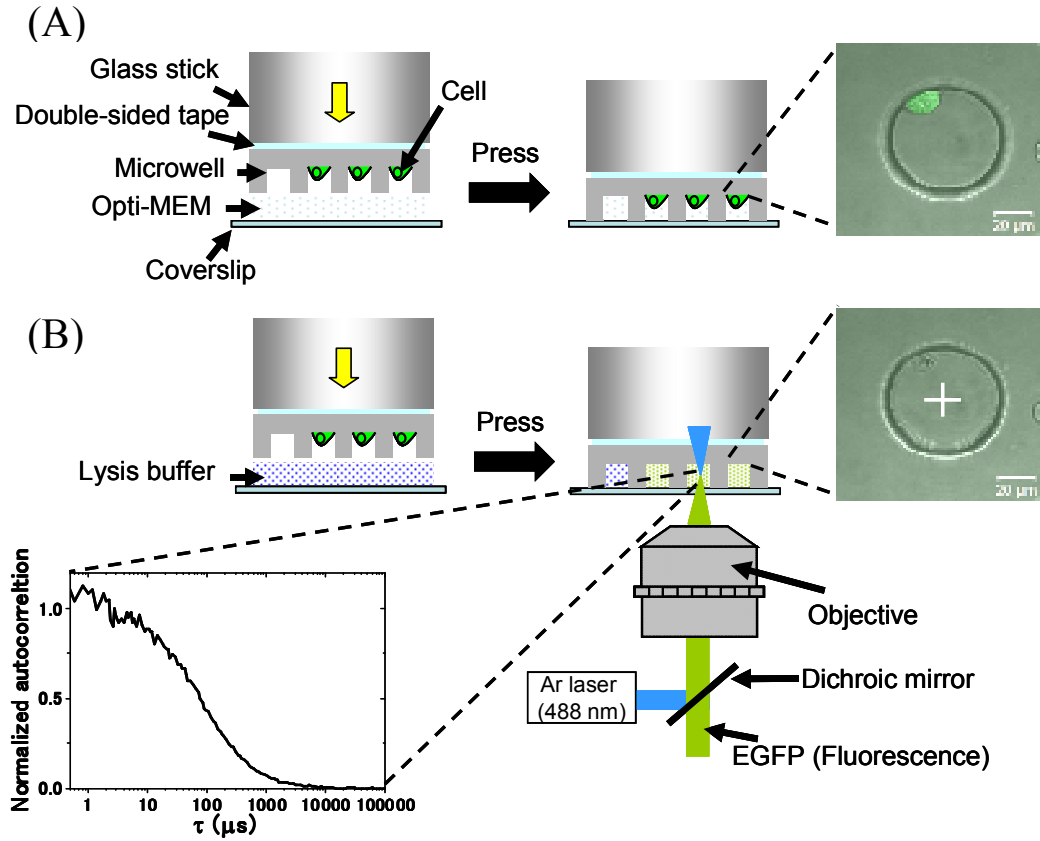 (A)
Glass stick
Double-sided tape
Microwell
Opti-MEM
Coverslip
Cell
Press
20 µm
(B)
Lysis buffer
Press
20 µm
Normalized autocorreltion
1.0
0.5
0.0
1
10
100
1000
10000
100000
τ (µs)
Objective
Ar laser
(488 nm)
Dichroic mirror
EGFP (Fluorescence)